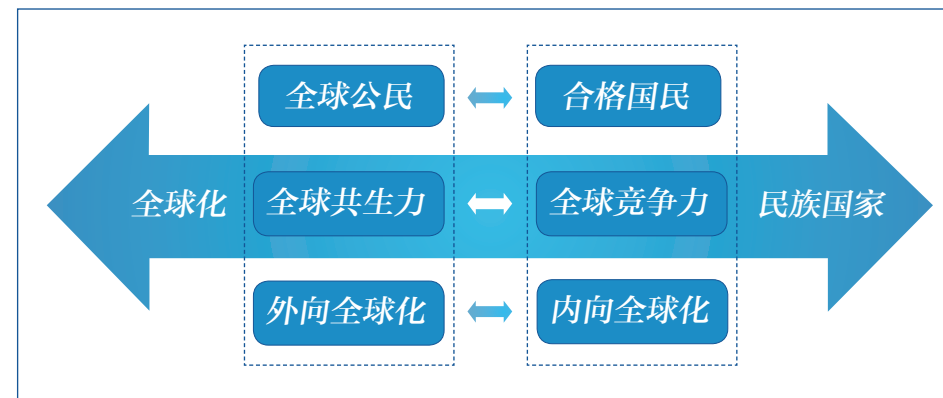 全球公民
合格国民
全球化
全球共生力
全球竞争力
民族国家
外向全球化
内向全球化